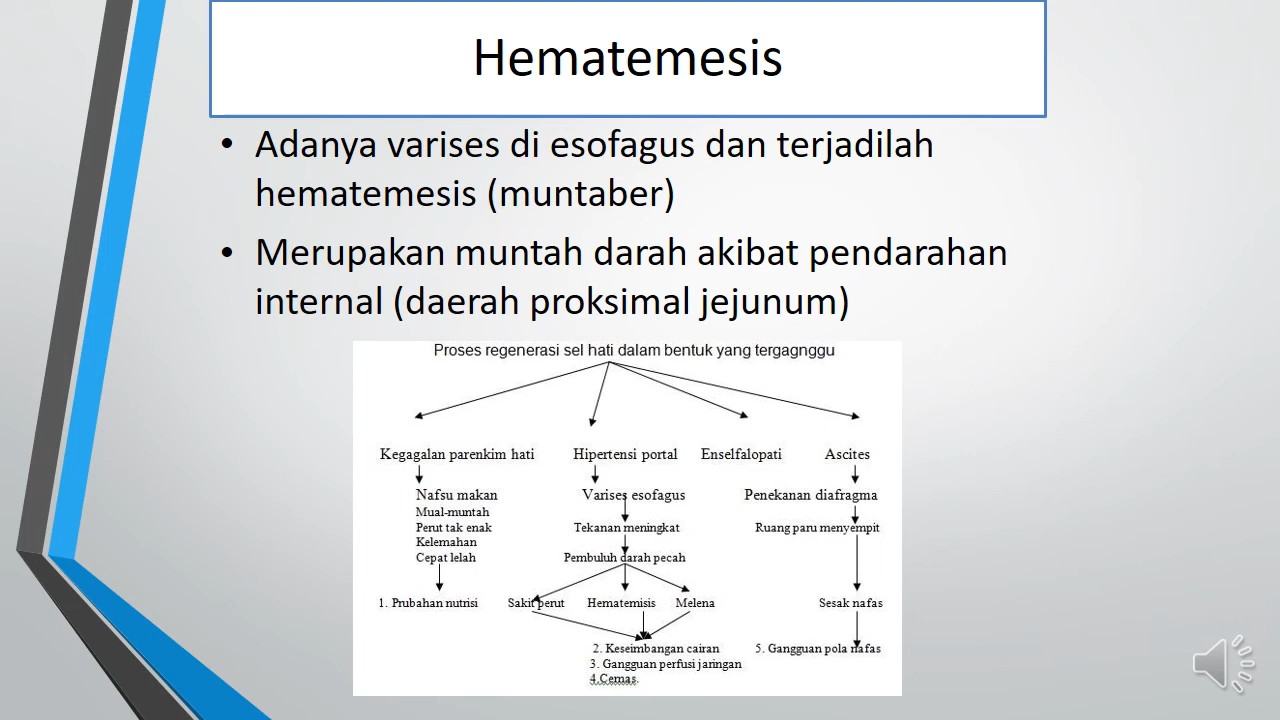 Hematemesis
• Adanya varises di esofagus dan terjadilah
hematemesis (muntaber)
• Merupakan muntah darah akibat pendarahan
internal (daerah proksimal jejunum)
Proses regenerasi sel hati dalam bentuk yang tergagnggu
Kegagalan parenkim hati Hipertensi portal Enselfalopati Ascites
Nafsu makan Varises esofagus Penekanan diafragma
Mual-muntah
Perut tak enak Tekanan meningkat Ruang paru menyempit
Kelemahan
Cepat lelah Pembuluh darah pecah
1. Prubahan nutrisi Sakit perut Hematemisis Melena Sesak nafas
2. Keseimbangan cairan 5. Gangguan pola nafas
3. Gangguan perfusi jaringan
4.Cemas.